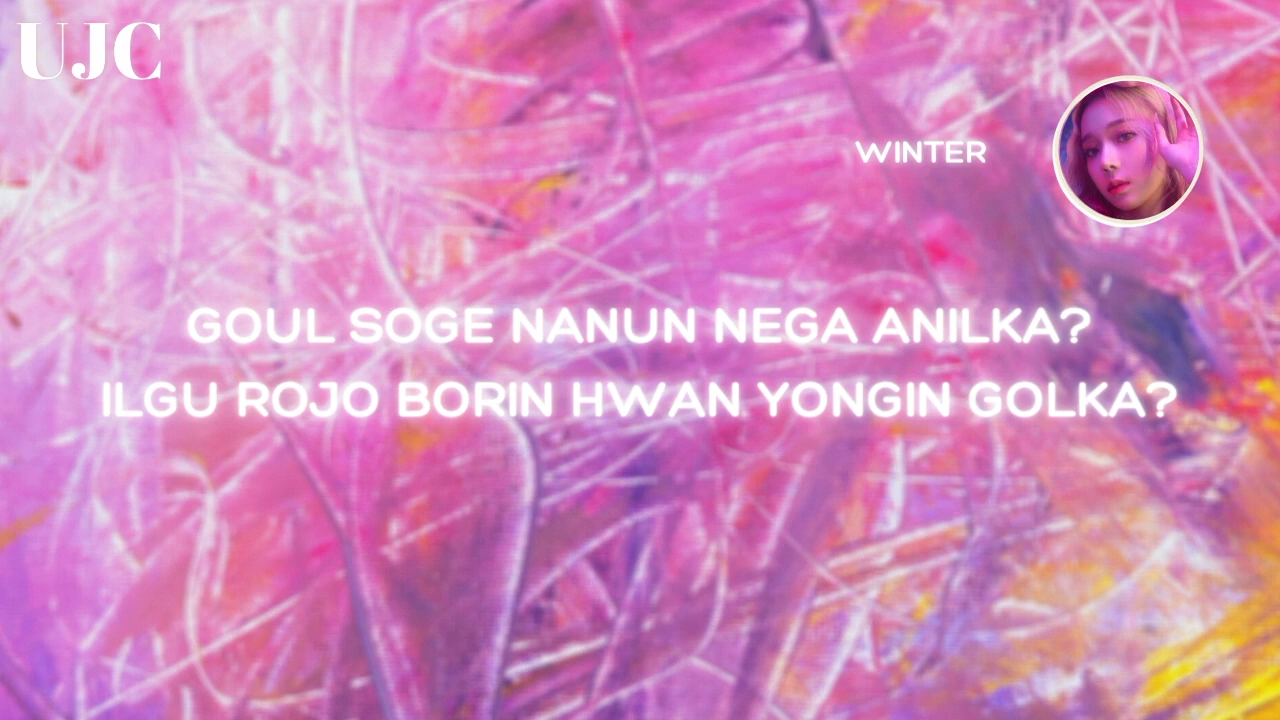 UJC
WINTER
GOUL SOGE NANUN NEGA ANILKA?
ILGU ROJO BORIN HWAN YONGIN GOLKA?